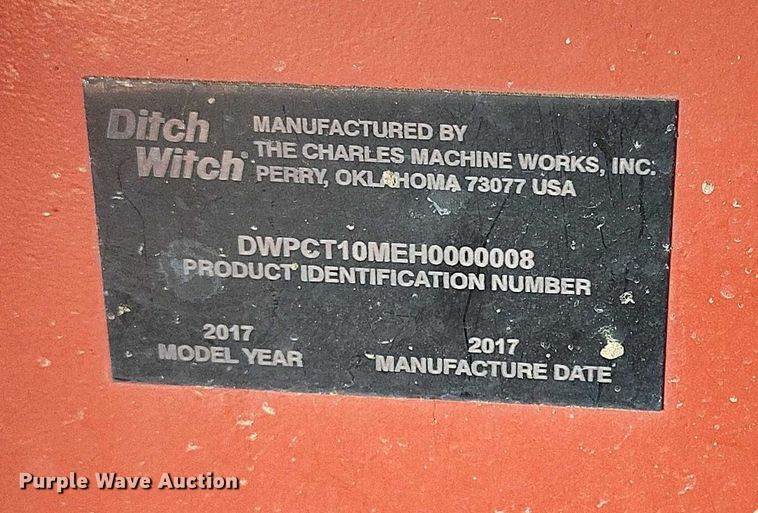 Ditch
Witch®
MANUFACTURED BY
THE CHARLES MACHINE WORKS, INC.
PERRY, OKLAHOMA 73077 USA
DWPCT10MEH0000008
PRODUCT IDENTIFICATION NUMBER
2017
MODEL YEAR
2017
MANUFACTURE DATE
Purple Wave Auction